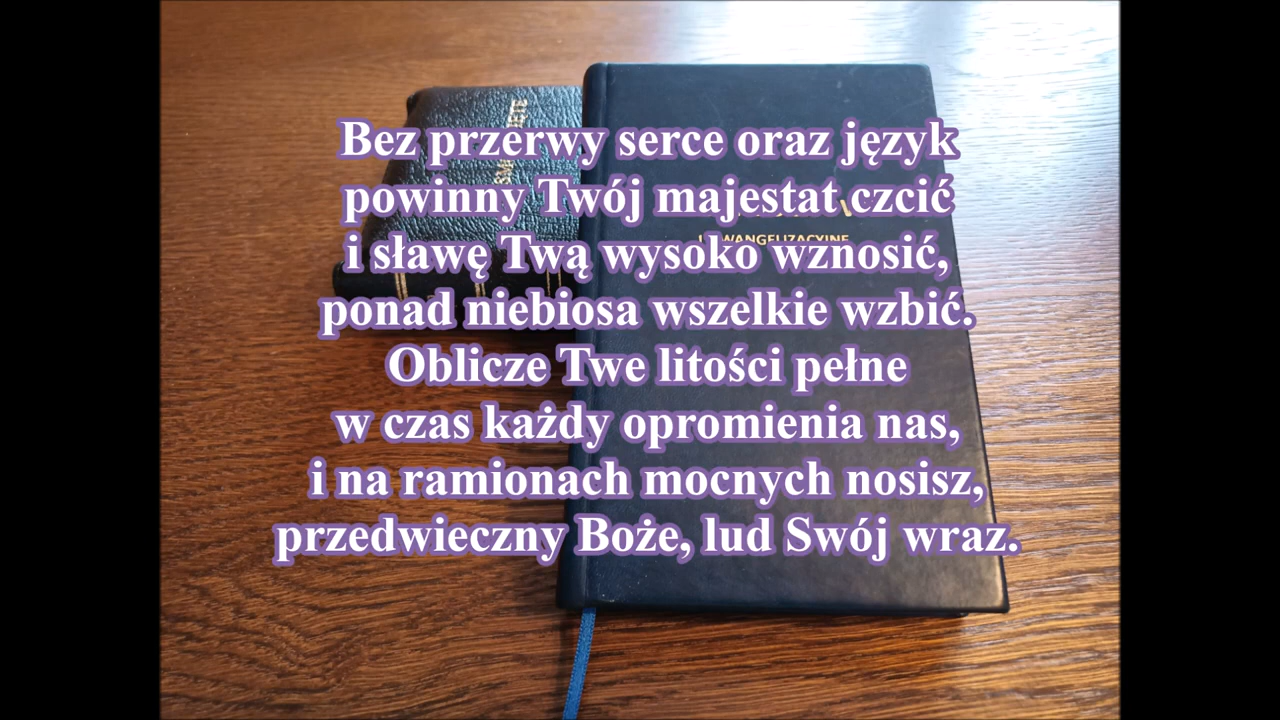 Bez przerwy serce oraz język
powinny Twój majestat czcić
i sławę Twą wysoko wznosić,
ponad niebiosa wszelkie wzbić.
Oblicze Twe litości pełne
w czas każdy opromienia nas,
i na ramionach mocnych nosisz,
przedwieczny Boże, lud Swój wraz.